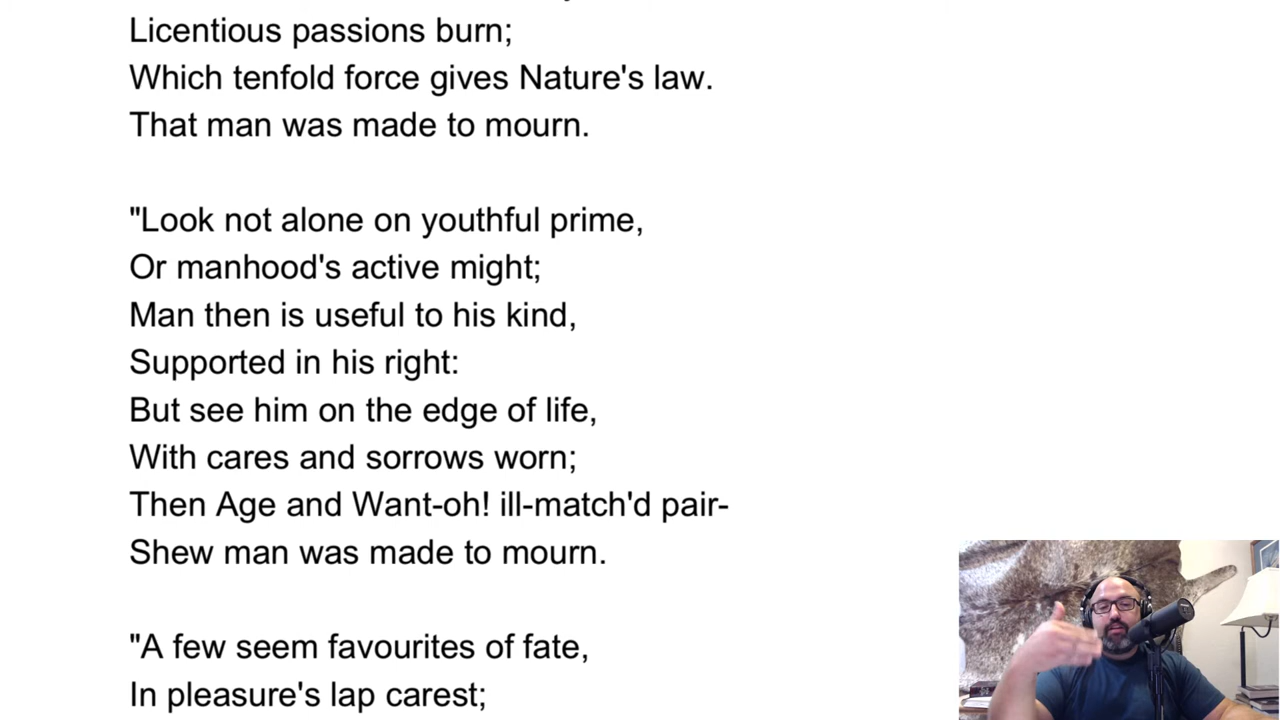 Licentious passions burn;
Which tenfold force gives Nature's law.
That man was made to mourn.
"Look not alone on youthful prime,
Or manhood's active might;
Man then is useful to his kind,
Supported in his right:
But see him on the edge of life,
With cares and sorrows worn;
Then Age and Want-oh! ill-match'd pair-
Shew man was made to mourn.
"A few seem favourites of fate,
In pleasure's lap carest;